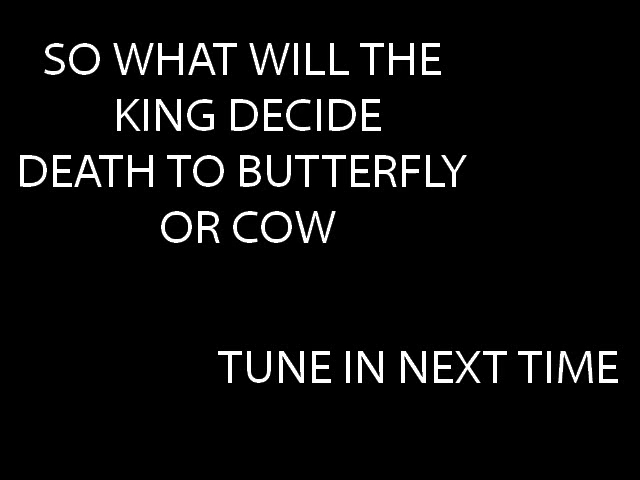 SO WHAT WILL THE
KING DECIDE
DEATH TO BUTTERFLY
OR COW
TUNE IN NEXT TIME